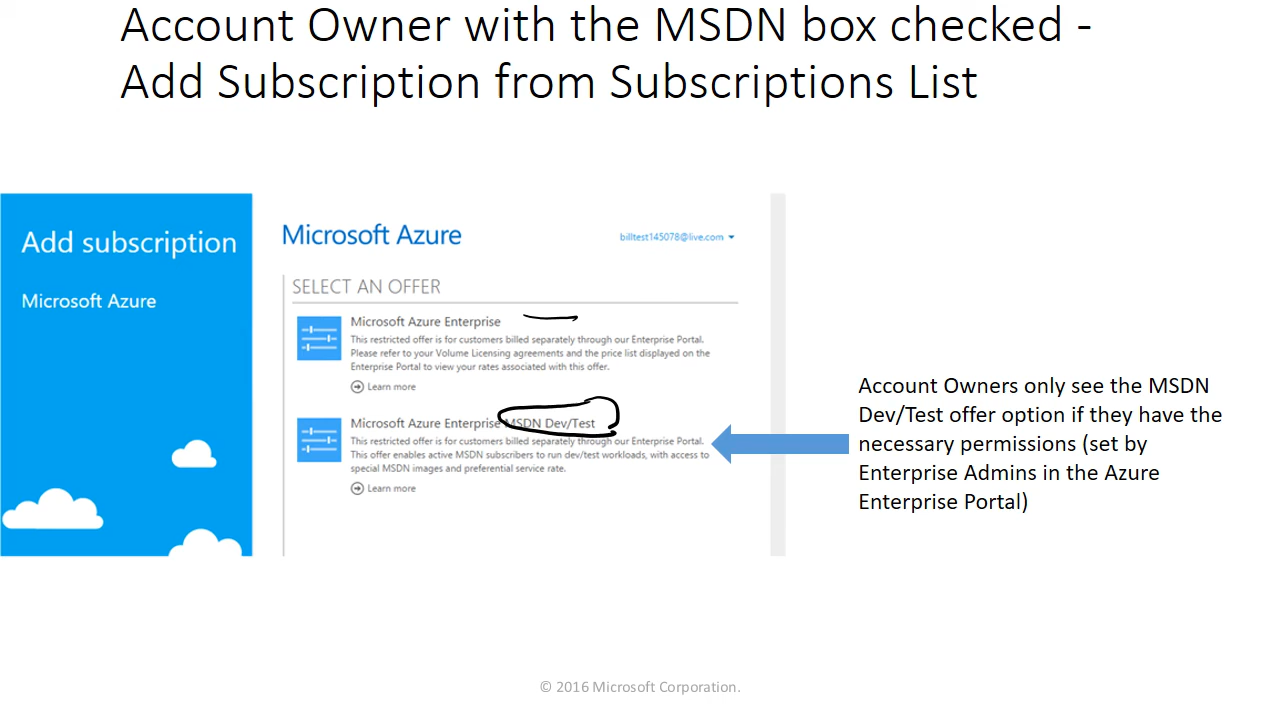 Account Owner with the MSDN box checked -
Add Subscription from Subscriptions List
Add subscription
Microsoft Azure
Microsoft Azure
billtest145078@live.com
SELECT AN OFFER
Microsoft Azure Enterprise
This restricted offer is for customers billed separately through our Enterprise Portal.
Please refer to your Volume Licensing agreements and the price list displayed on the
Enterprise Portal to view your rates associated with this offer.
Learn more
Microsoft Azure Enterprise MSDN Dev/Test
This restricted offer is for customers billed separately through our Enterprise Portal.
This offer enables active MSDN subscribers to run dev/test workloads, with access to
special MSDN images and preferential service rate.
Learn more
Account Owners only see the MSDN
Dev/Test offer option if they have the
necessary permissions (set by
Enterprise Admins in the Azure
Enterprise Portal)
© 2016 Microsoft Corporation.